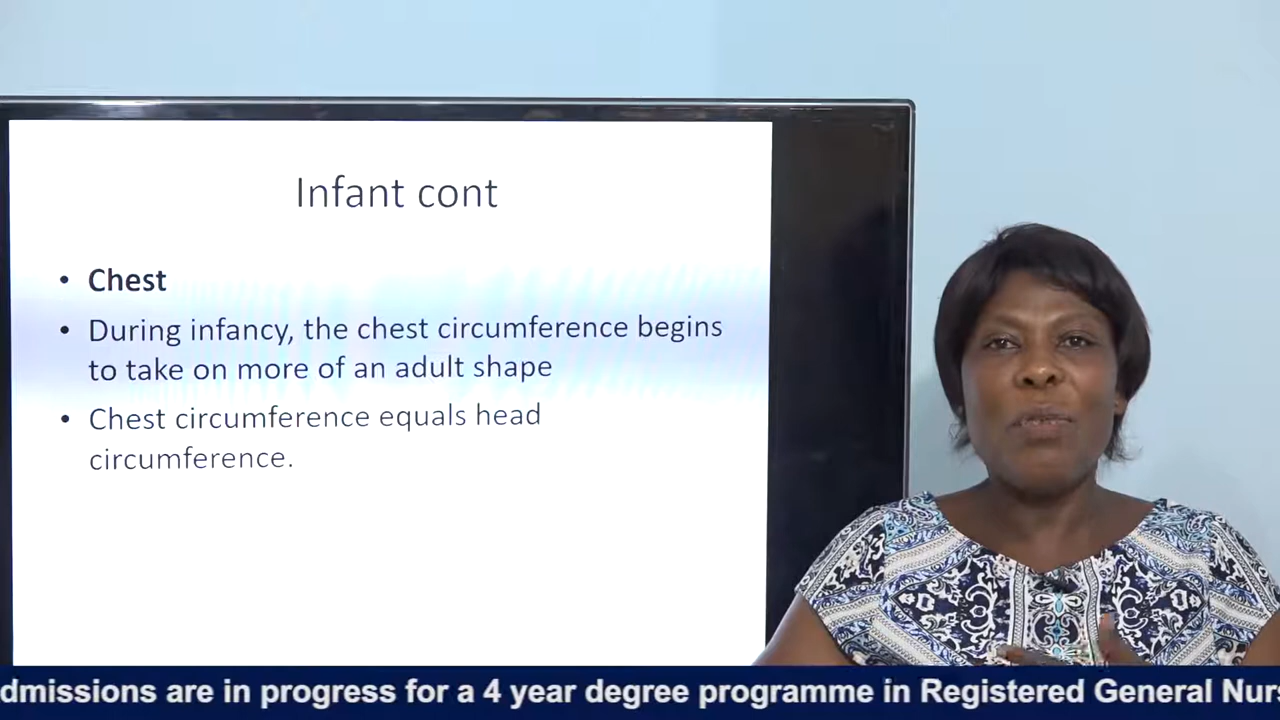 Infant cont
• Chest
• During infancy, the chest circumference begins
to take on more of an adult shape
• Chest circumference equals head
circumference.
dmissions are in progress for a 4 year degree programme in Registered General Nurs